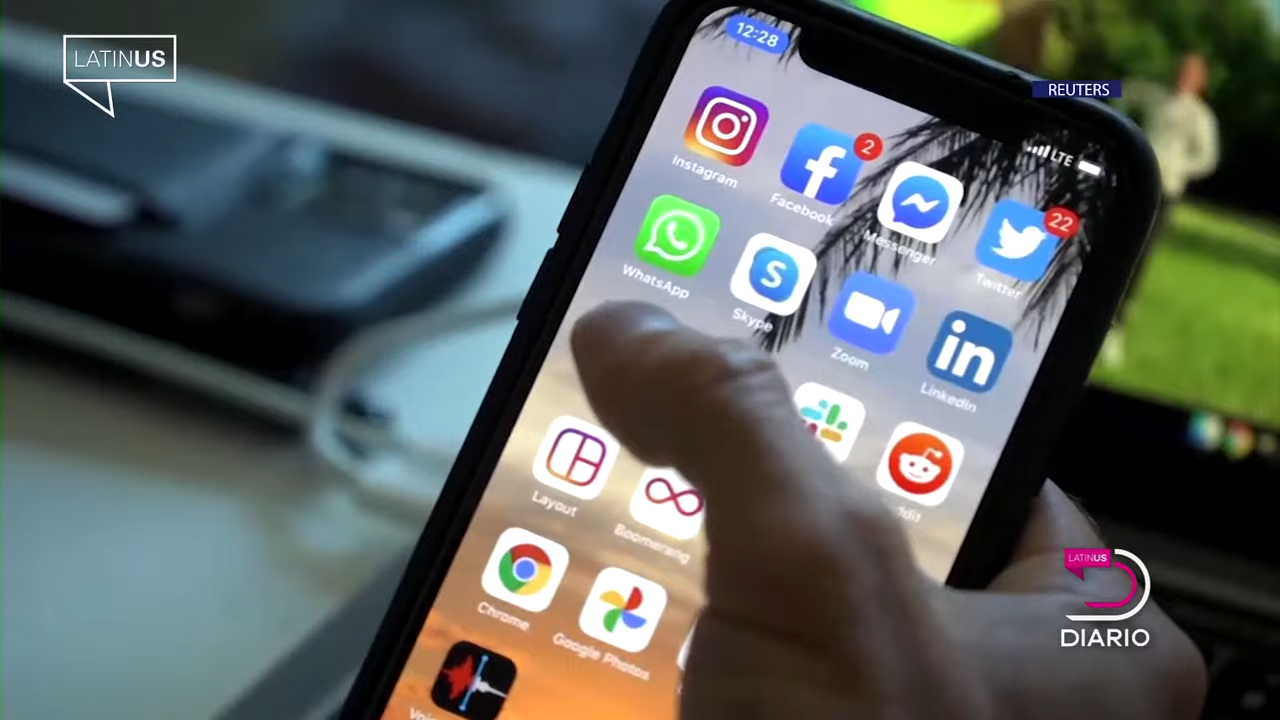 LATINUS
REUTERS
12:28
LTE
Instagram
Facebook
2
Messenger
Twitter
22
WhatsApp
Skype
Zoom
LinkedIn
in
Layout
Boomerang
Chrome
Google Photos
LATINUS
DIARIO